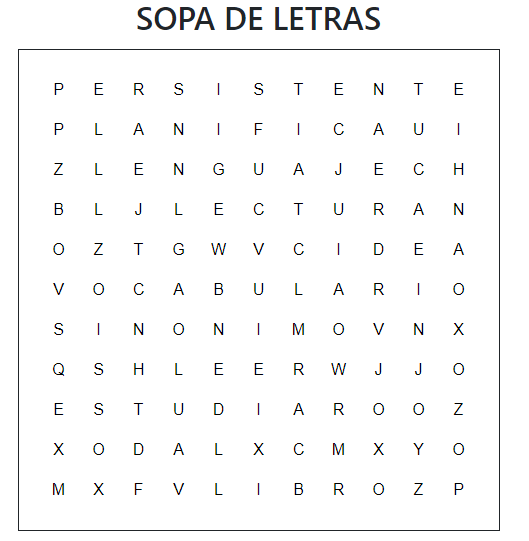 SOPA DE LETRAS
P E R S I S T E N T E
P L A N I F I C A U I
Z L E N G U A J E C H
B L J L E C T U R A N
O Z T G W V C I D E A
V O C A B U L A R I O
S I N O N I M O V N X
Q S H L E E R W J J O
E S T U D I A R O O Z
X O D A L X C M X Y O
M X F V L I B R O Z P